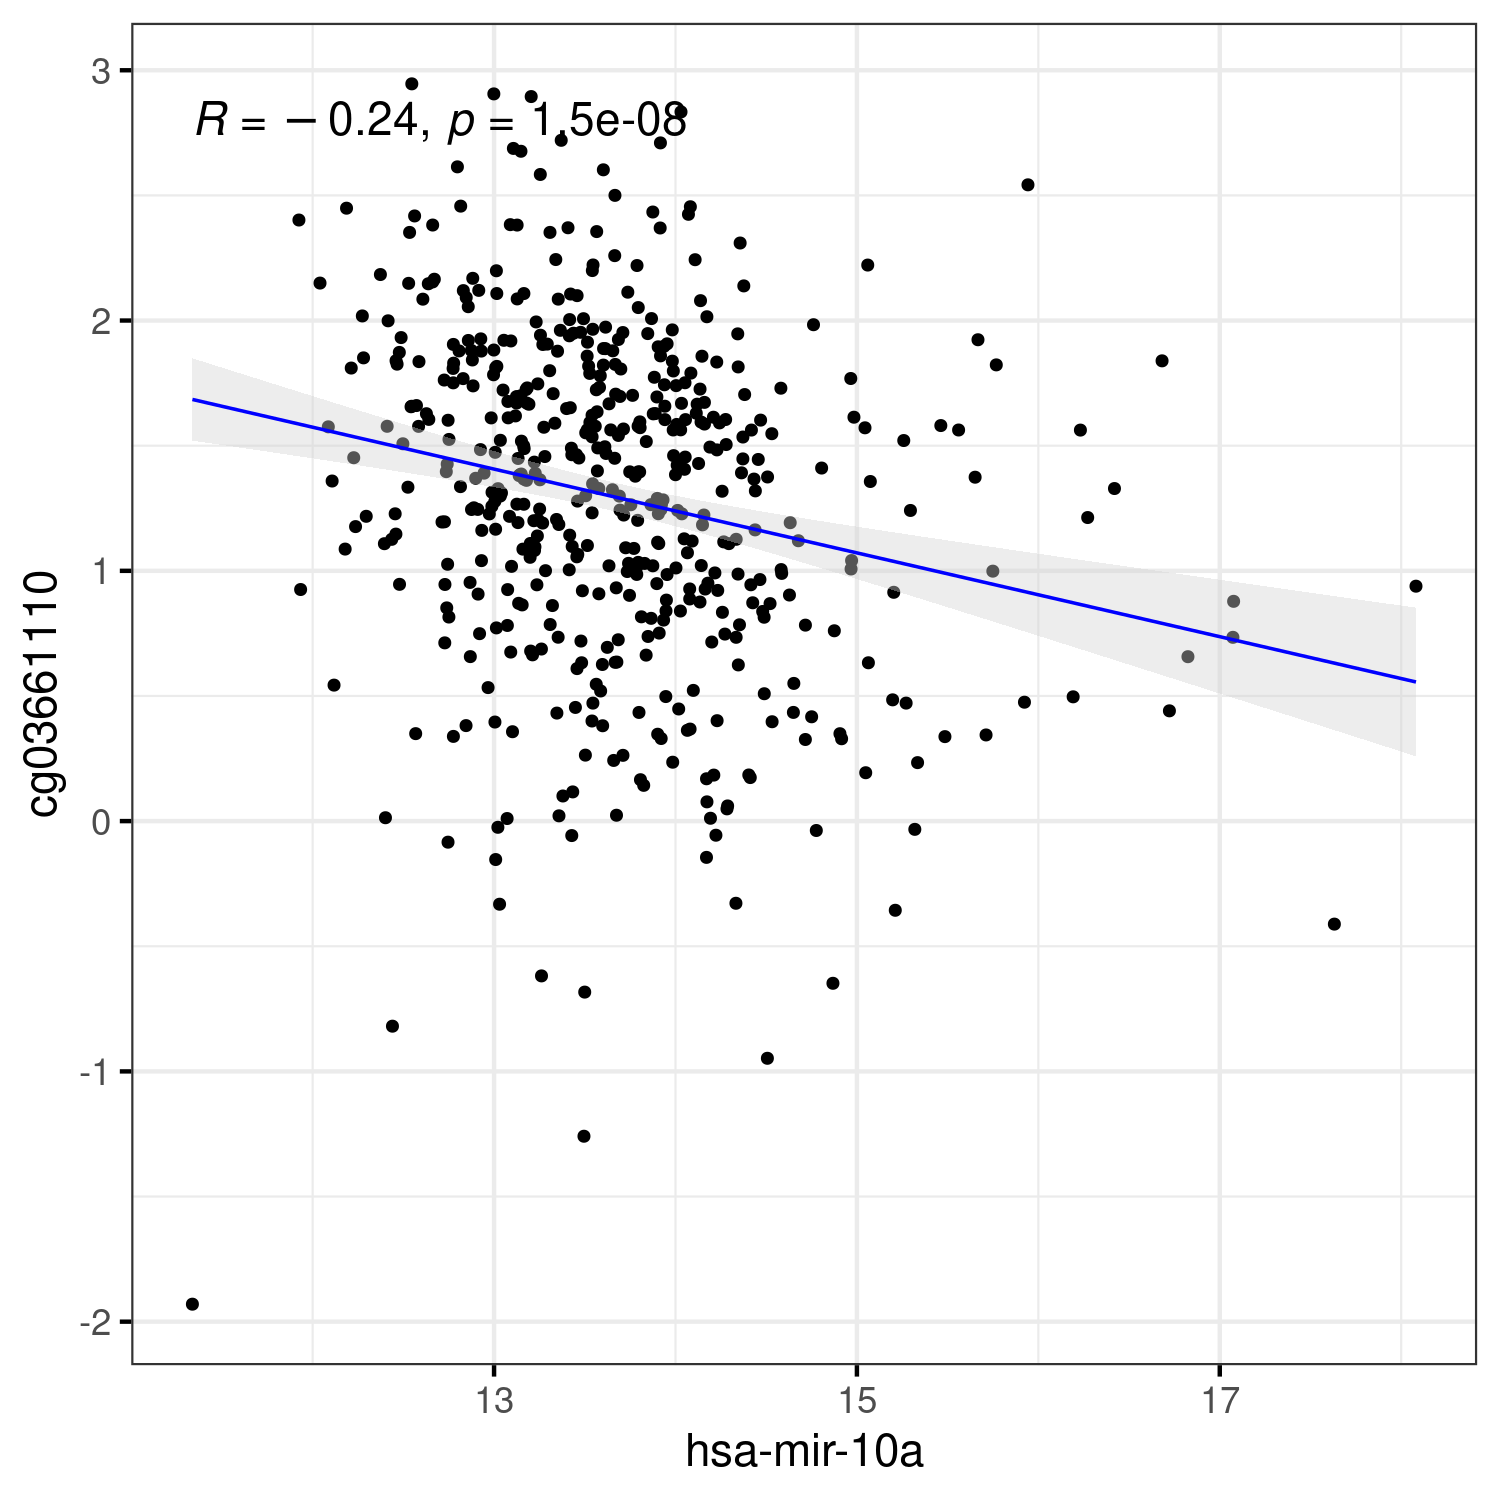 R = − 0.24, p = 1.5e-08
3
2
1
0
-1
-2
cg03661110
13 15 17
hsa-mir-10a